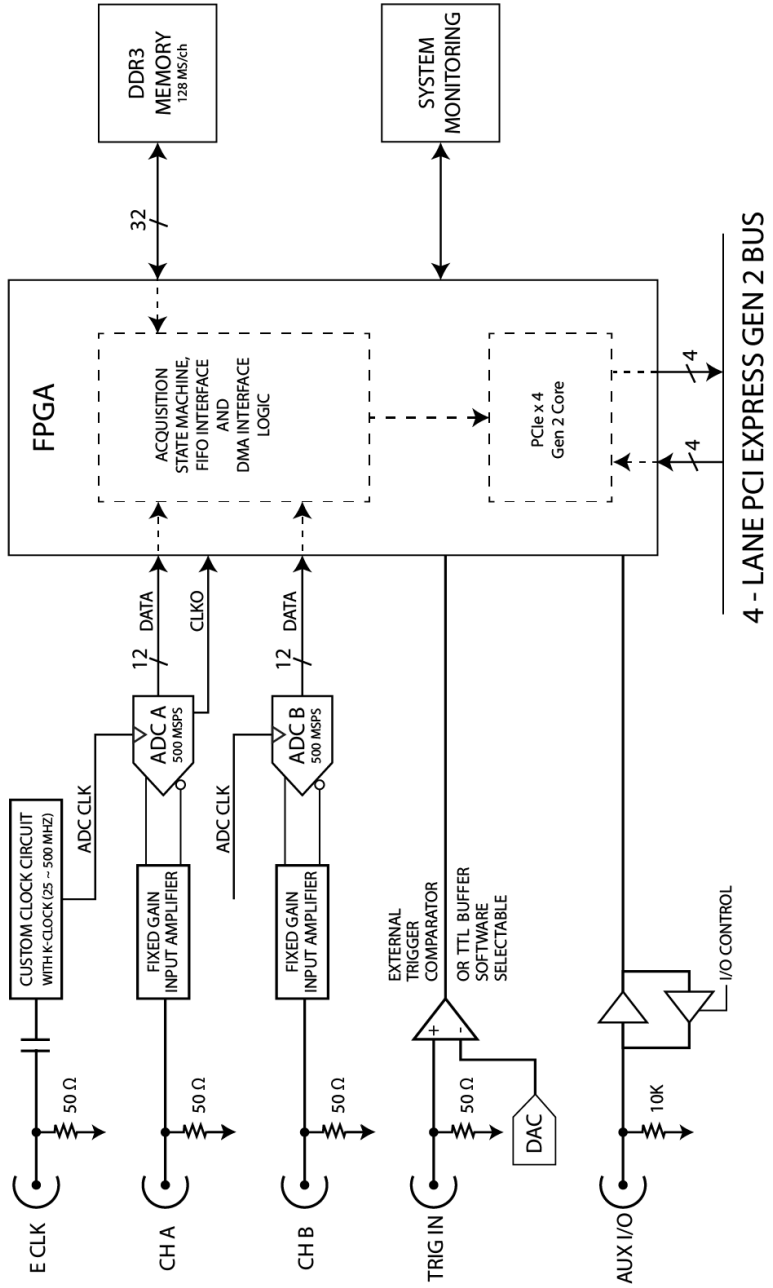 E CLK
50 Ω
CUSTOM CLOCK CIRCUIT
WITH K-CLOCK (25 ~ 500 MHZ)
ADC CLK
CH A
50 Ω
FIXED GAIN
INPUT AMPLIFIER
ADC A
500 MSPS
12
DATA
CLKO
CH B
50 Ω
FIXED GAIN
INPUT AMPLIFIER
ADC CLK
ADC B
500 MSPS
12
DATA
TRIG IN
50 Ω
DAC
+
-
EXTERNAL
TRIGGER
COMPARATOR
OR TTL BUFFER
SOFTWARE
SELECTABLE
AUX I/O
10K
I/O CONTROL
FPGA
ACQUISITION
STATE MACHINE,
FIFO INTERFACE
AND
DMA INTERFACE
LOGIC
PCIe x 4
Gen 2 Core
32
DDR3
MEMORY
128 MS/ch
SYSTEM
MONITORING
4
4
4 - LANE PCI EXPRESS GEN 2 BUS